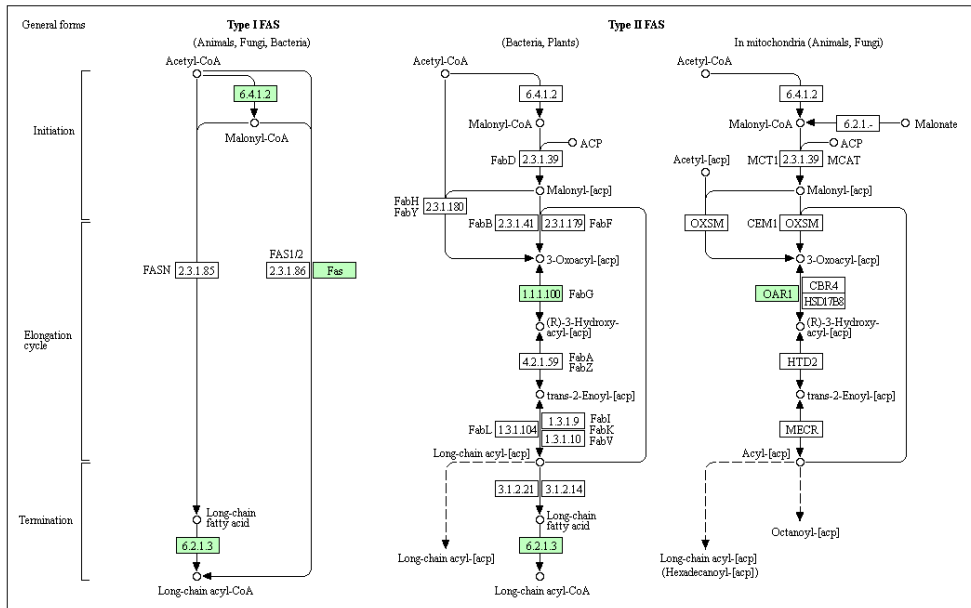 General forms
Type I FAS
Type II FAS
(Animals, Fungi, Bacteria)
(Bacteria, Plants)
In mitochondria (Animals, Fungi)
Initiation
Elongation
cycle
Termination
Acetyl-CoA
6.4.1.2
Malonyl-CoA
FASN
2.3.1.85
FAS1/2
2.3.1.86
Fas
Long-chain
fatty acid
6.2.1.3
Long-chain acyl-CoA
Acetyl-CoA
6.4.1.2
Malonyl-CoA
ACP
FabD
2.3.1.39
Malonyl-[acp]
FabH
FabY
2.3.1.180
FabB
2.3.1.41
2.3.1.179
FabF
3-Oxoacyl-[acp]
1.1.1.100
FabG
(R)-3-Hydroxy-
acyl-[acp]
4.2.1.59
FabA
FabZ
trans-2-Enoyl-[acp]
FabL
1.3.1.104
1.3.1.9
1.3.1.10
FabI
FabK
FabV
Long-chain acyl-[acp]
3.1.2.21
3.1.2.14
Long-chain
fatty acid
6.2.1.3
Long-chain acyl-[acp]
Long-chain acyl-CoA
Acetyl-CoA
6.4.1.2
Malonyl-CoA
6.2.1.-
Malonate
ACP
Acetyl-[acp]
MCT1
2.3.1.39
MCAT
Malonyl-[acp]
OXSM
CEM1
OXSM
3-Oxoacyl-[acp]
OAR1
CBR4
HSD17B8
(R)-3-Hydroxy-
acyl-[acp]
HTD2
trans-2-Enoyl-[acp]
MECR
Acyl-[acp]
Octanoyl-[acp]
Long-chain acyl-[acp]
(Hexadecanoyl-[acp])